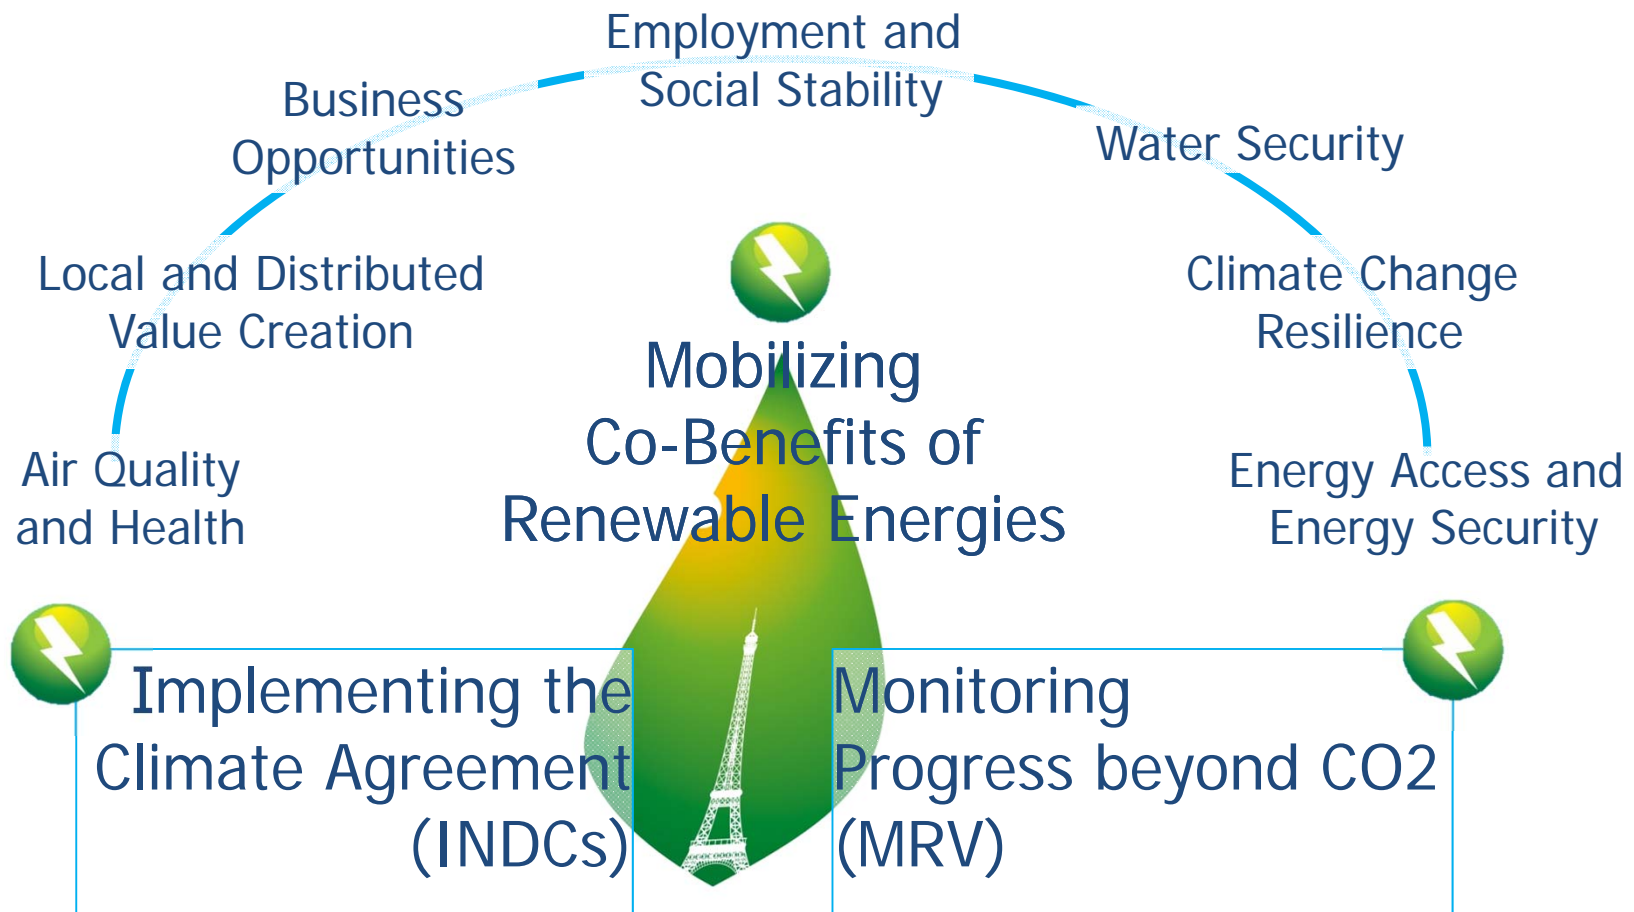 Employment and
Social Stability
Business
Opportunities
Water Security
Local and Distributed
Value Creation
Climate Change
Resilience
Air Quality
and Health
Energy Access and
Energy Security
Mobilizing
Co-Benefits of
Renewable Energies
Implementing the
Climate Agreement
(INDCs)
Monitoring
Progress beyond CO2
(MRV)